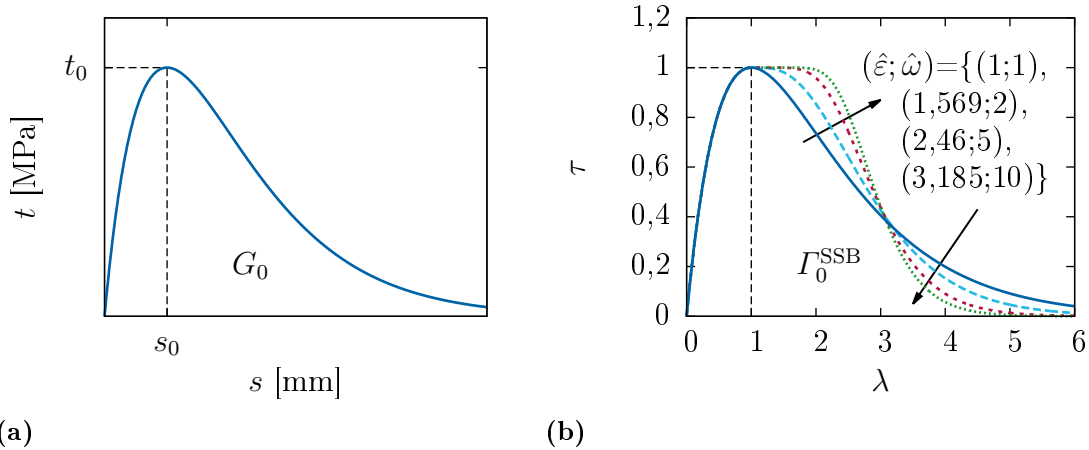 t₀
t [MPa]
G₀
s₀
s [mm]
(a)
1,2
1
0,8
0,6
0,4
0,2
0
τ
(ε̂; ω̂)={(1;1),
(1,569;2),
(2,46;5),
(3,185;10)}
Γ₀^SSB
0 1 2 3 4 5 6
λ
(b)